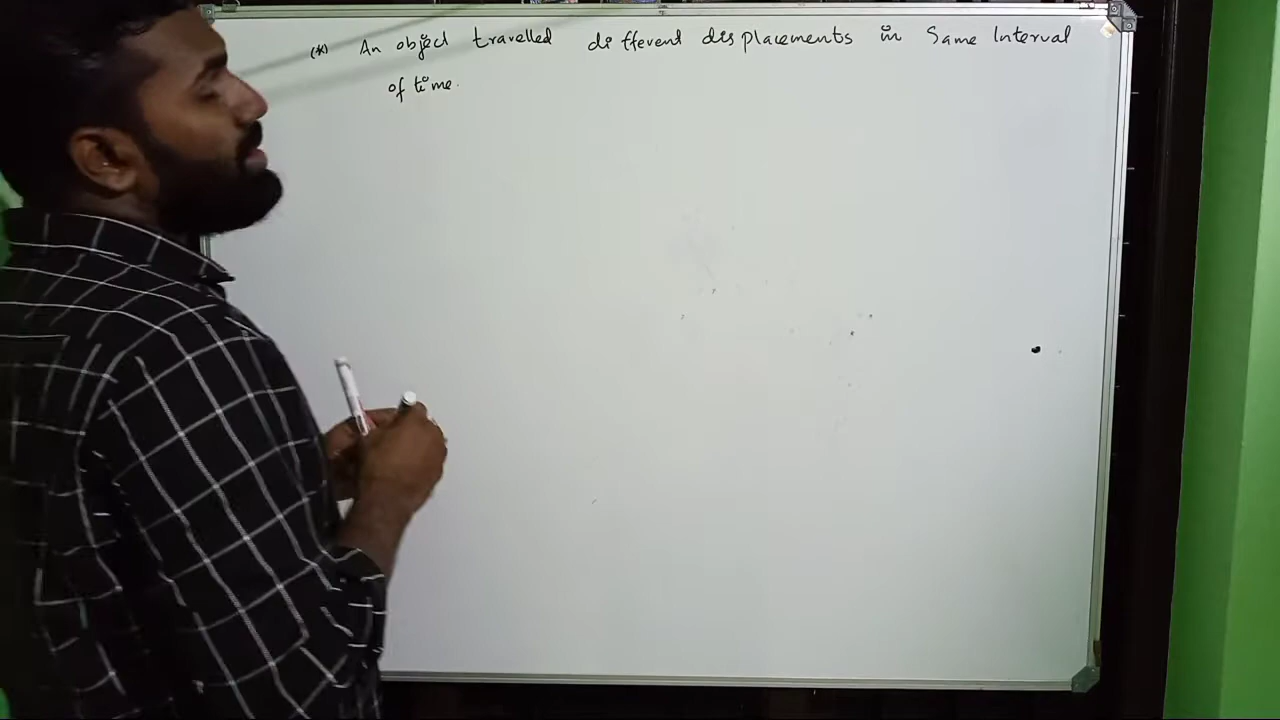 (*) An object travelled different displacements in Same Interval
of time.